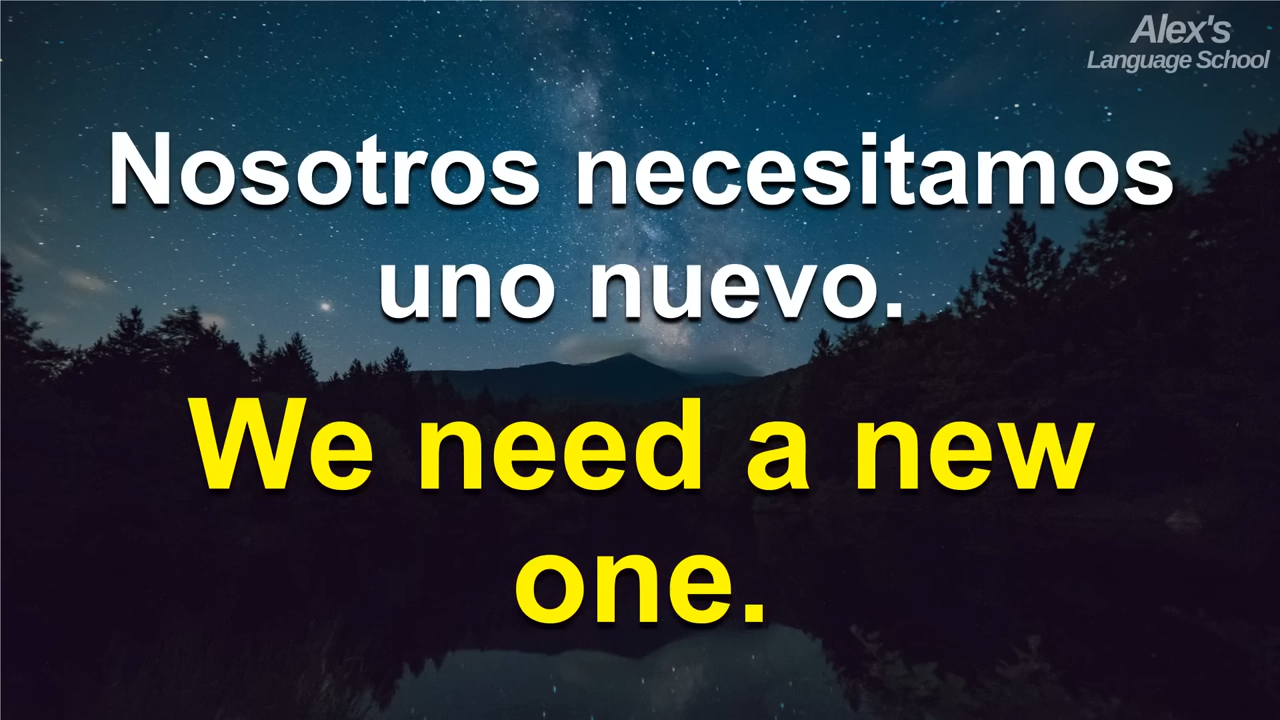 Alex's
Language School
Nosotros necesitamos
uno nuevo.
We need a new
one.